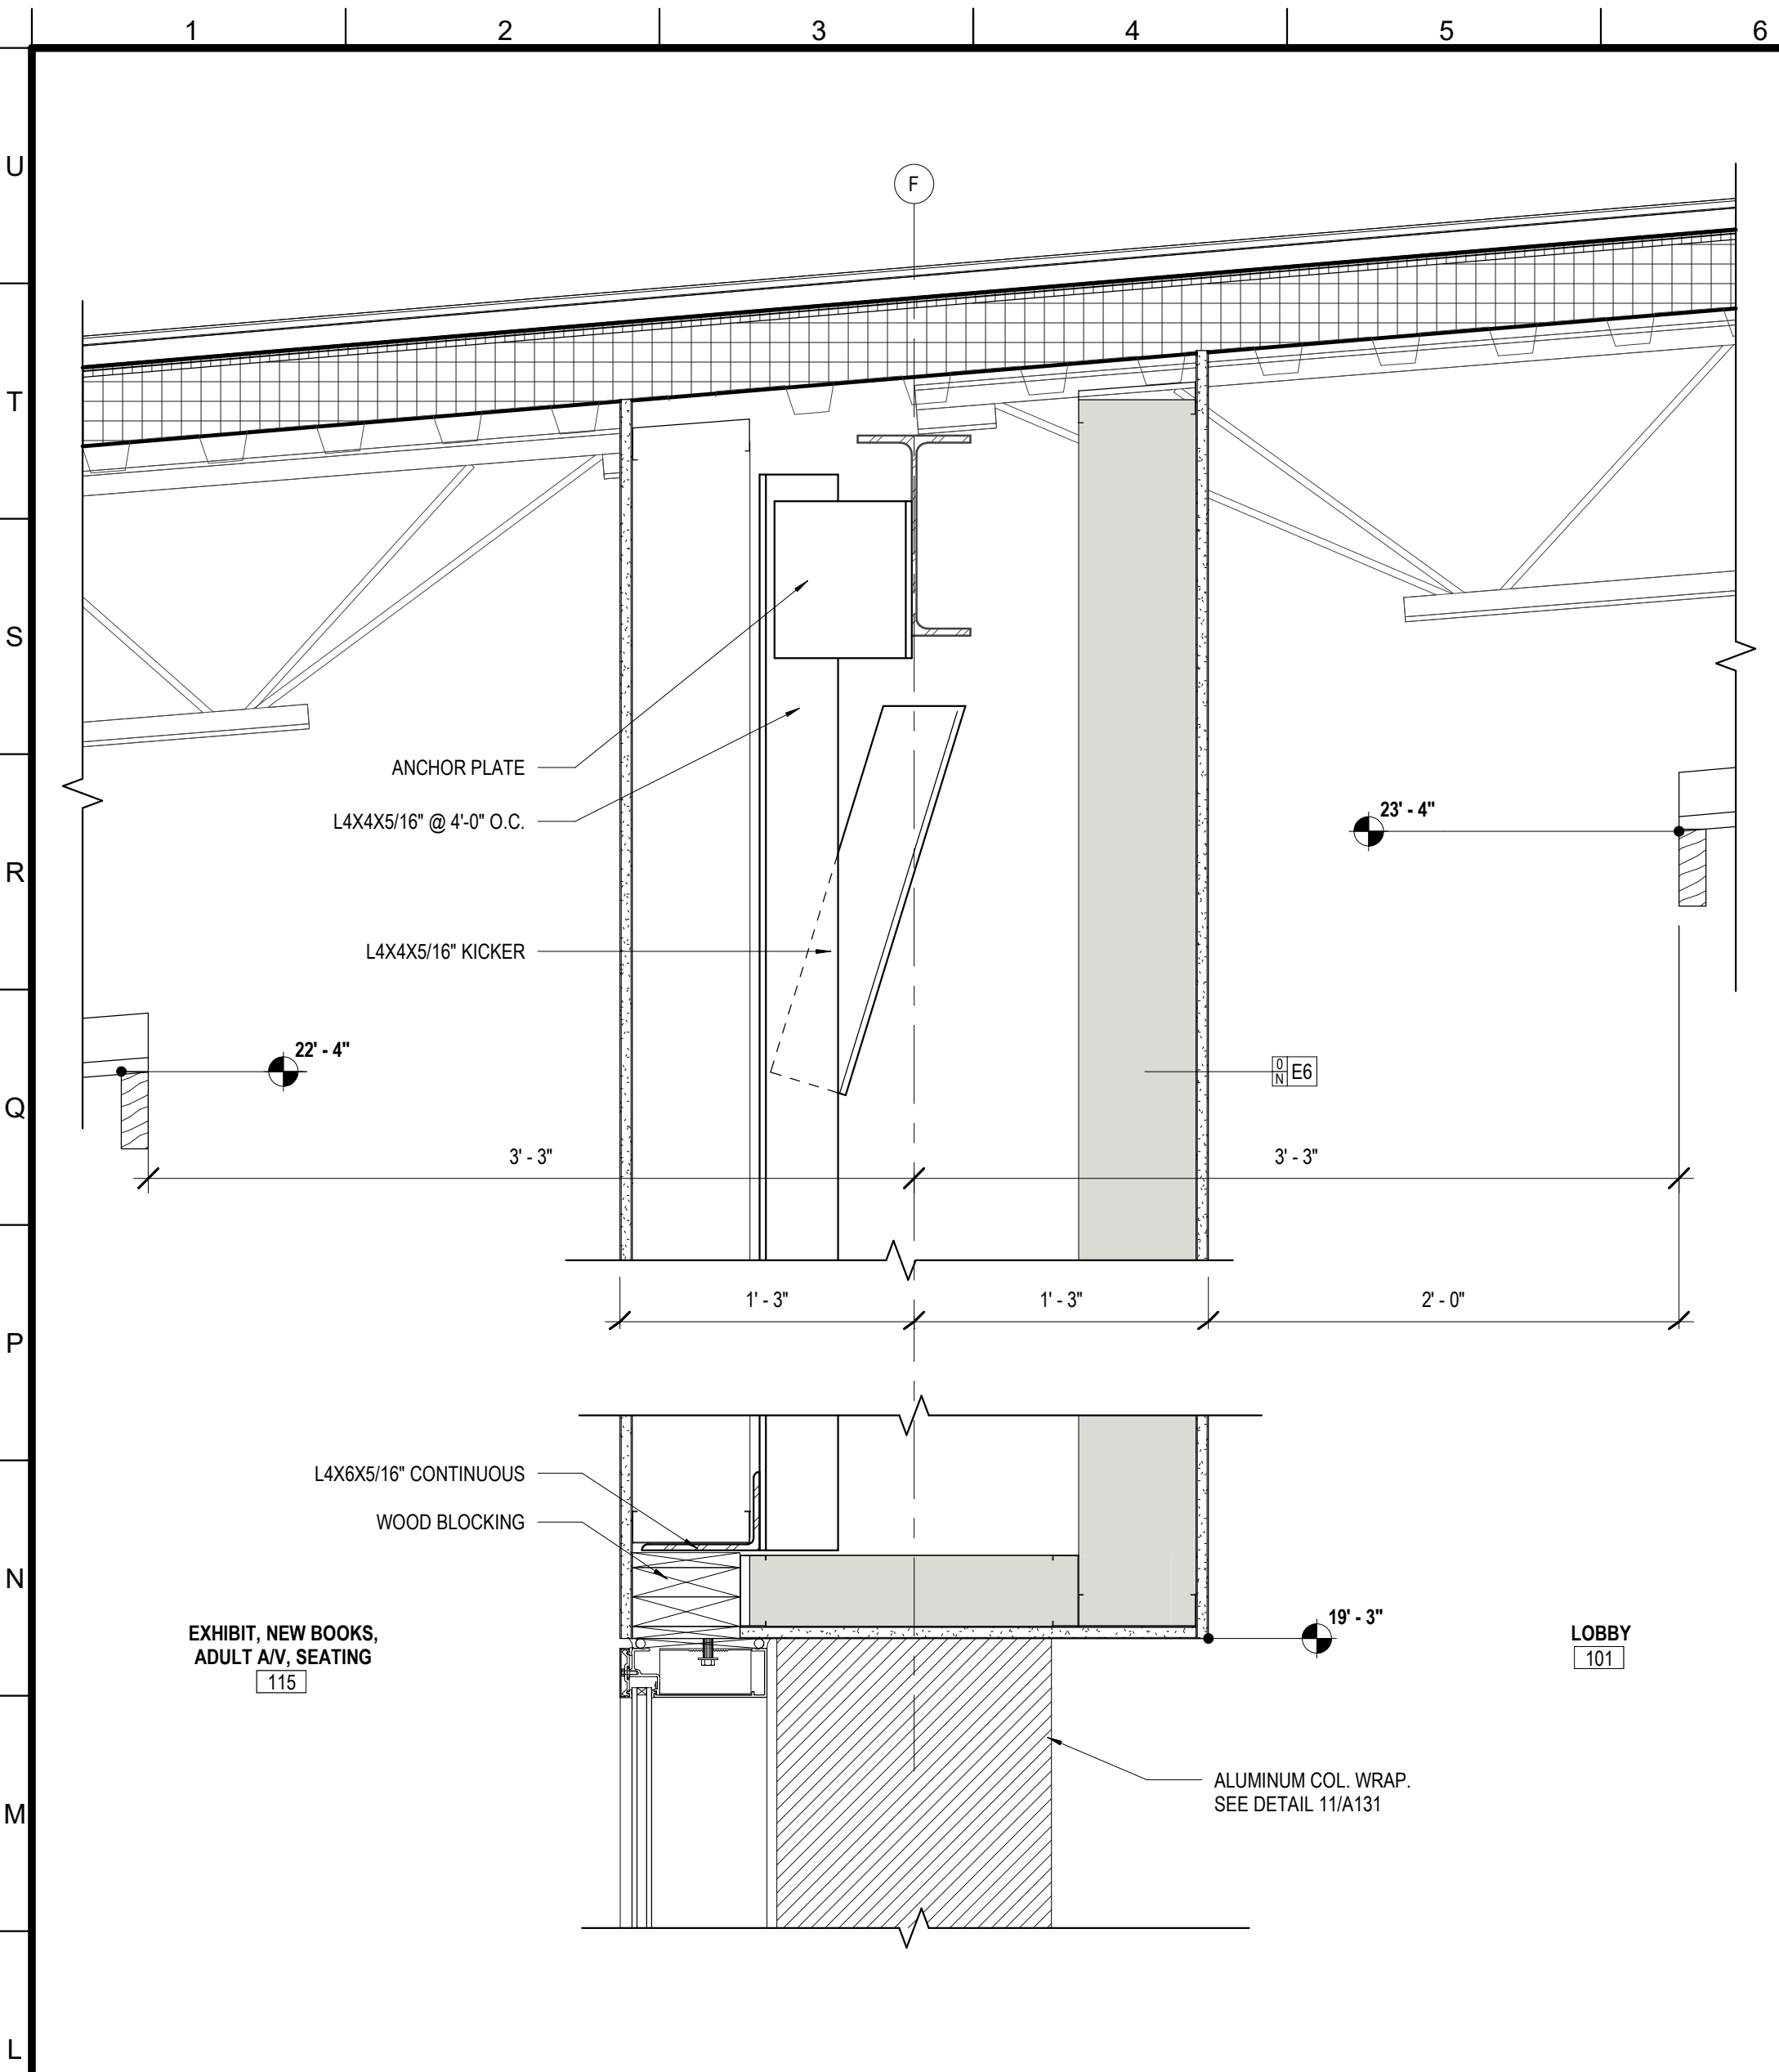 1 2 3 4 5 6
U
F
T
S
ANCHOR PLATE
L4X4X5/16" @ 4'-0" O.C.
23' - 4"
R
L4X4X5/16" KICKER
22' - 4"
0
N E6
Q
3' - 3" 3' - 3"
1' - 3" 1' - 3" 2' - 0"
P
L4X6X5/16" CONTINUOUS
WOOD BLOCKING
N
19' - 3"
EXHIBIT, NEW BOOKS,
ADULT A/V, SEATING
115
LOBBY
101
ALUMINUM COL. WRAP.
SEE DETAIL 11/A131
M
L